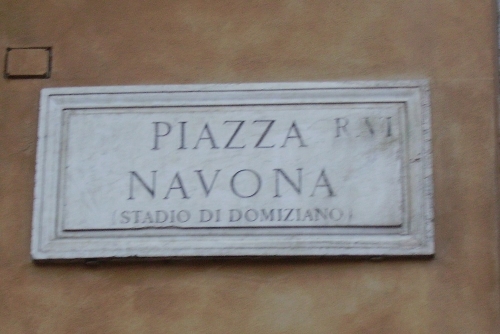 PIAZZA R.VI
NAVONA
(STADIO DI DOMIZIANO)